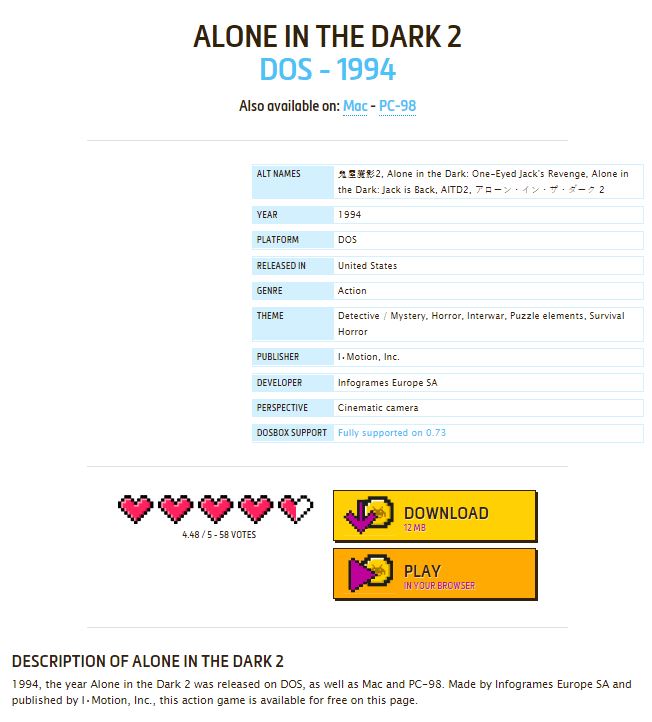 ALONE IN THE DARK 2
DOS - 1994
Also available on: Mac - PC-98
ALT NAMES
鬼屋魔影2, Alone in the Dark: One-Eyed Jack's Revenge, Alone in
the Dark: Jack is Back, AITD2, アローン・イン・ザ・ダーク 2
YEAR 1994
PLATFORM DOS
RELEASED IN United States
GENRE Action
THEME Detective / Mystery, Horror, Interwar, Puzzle elements, Survival
Horror
PUBLISHER I•Motion, Inc.
DEVELOPER Infogrames Europe SA
PERSPECTIVE Cinematic camera
DOSBOX SUPPORT Fully supported on 0.73
4.48 / 5 - 58 VOTES
DOWNLOAD
12 MB
PLAY
IN YOUR BROWSER
DESCRIPTION OF ALONE IN THE DARK 2
1994, the year Alone in the Dark 2 was released on DOS, as well as Mac and PC-98. Made by Infogrames Europe SA and
published by I•Motion, Inc., this action game is available for free on this page.